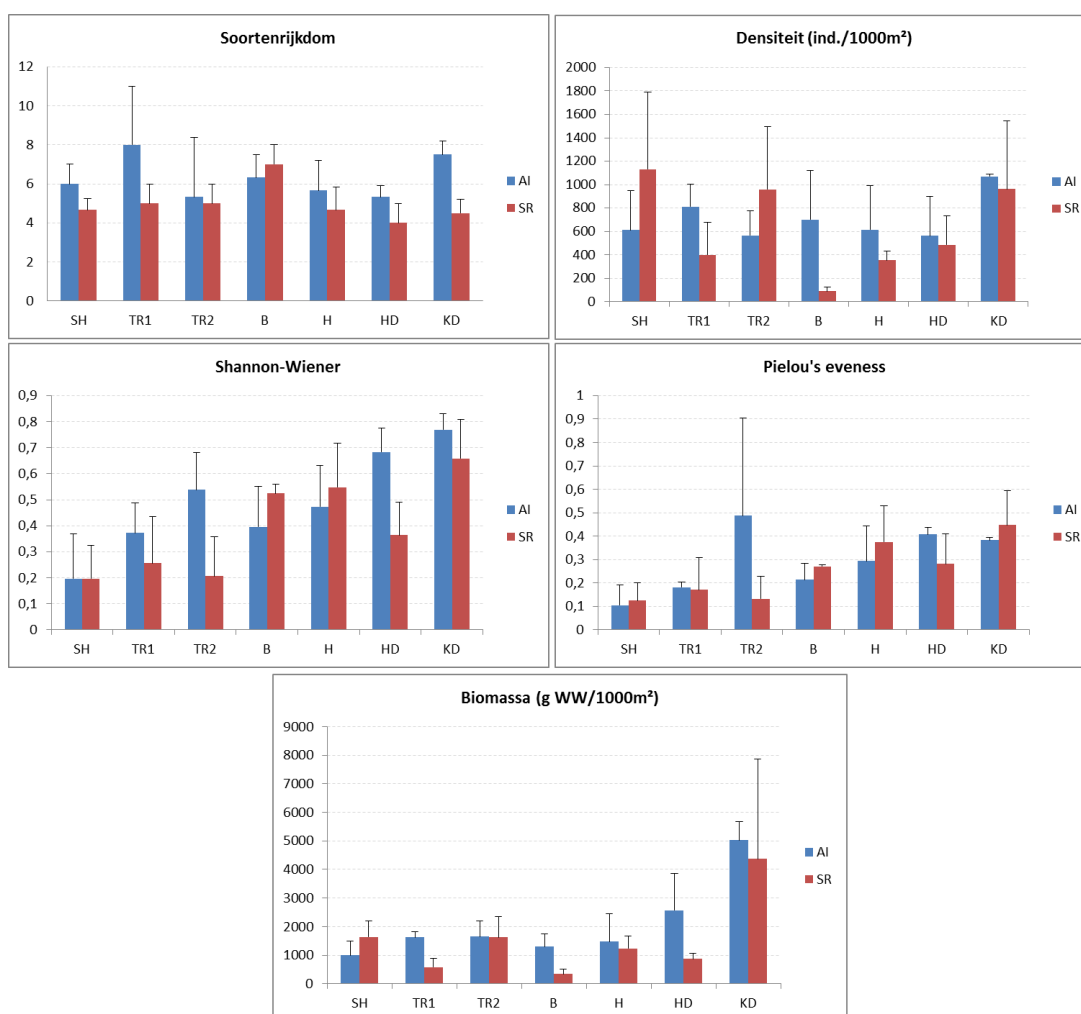 Soortenrijkdom
12
10
8
6
4
2
0
SH TR1 TR2 B H HD KD
AI
SR
Densiteit (ind./1000m²)
2000
1800
1600
1400
1200
1000
800
600
400
200
0
SH TR1 TR2 B H HD KD
AI
SR
Shannon-Wiener
0,9
0,8
0,7
0,6
0,5
0,4
0,3
0,2
0,1
0
SH TR1 TR2 B H HD KD
AI
SR
Pielou's eveness
1
0,9
0,8
0,7
0,6
0,5
0,4
0,3
0,2
0,1
0
SH TR1 TR2 B H HD KD
AI
SR
Biomassa (g WW/1000m²)
9000
8000
7000
6000
5000
4000
3000
2000
1000
0
SH TR1 TR2 B H HD KD
AI
SR